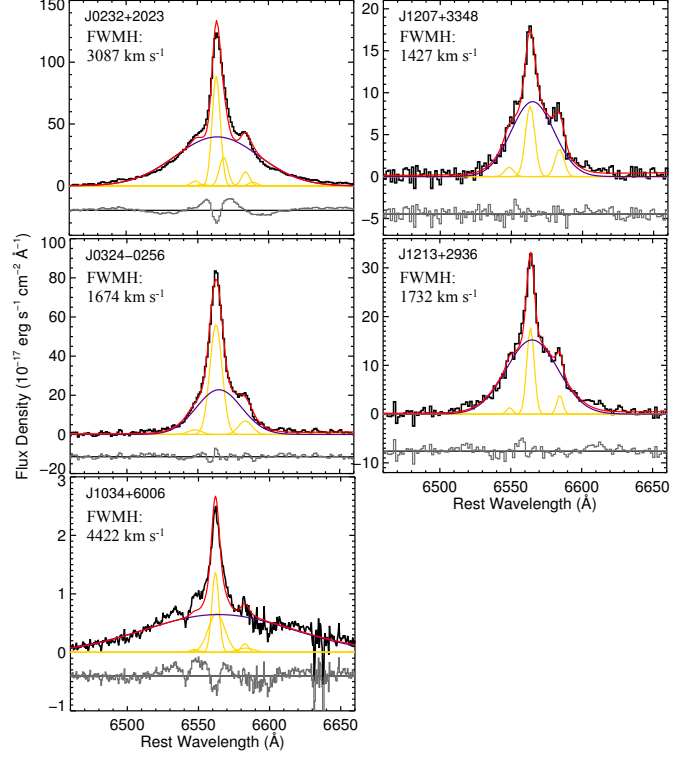 J0232+2023
FWMH:
3087 km s⁻¹
150
100
50
0
J1207+3348
FWMH:
1427 km s⁻¹
20
15
10
5
0
−5
J0324−0256
FWMH:
1674 km s⁻¹
100
80
60
40
20
0
−20
J1213+2936
FWMH:
1732 km s⁻¹
30
20
10
0
−10
6500 6550 6600 6650
Rest Wavelength (Å)
Flux Density (10⁻¹⁷ erg s⁻¹ cm⁻² Å⁻¹)
J1034+6006
FWMH:
4422 km s⁻¹
3
2
1
0
−1
6500 6550 6600 6650
Rest Wavelength (Å)